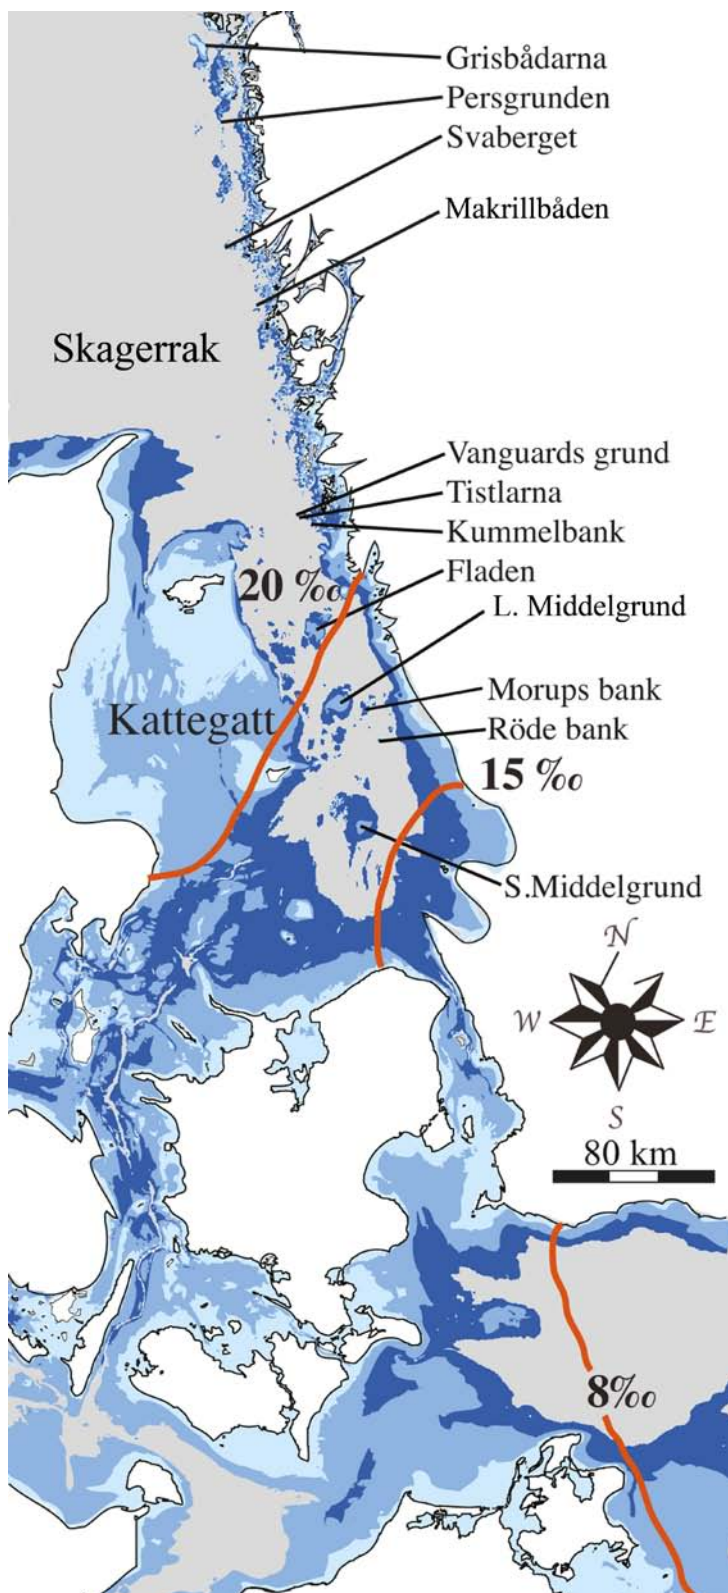 Grisbådarna
Persgrunden
Svaberget
Makrillbåden
Skagerrak
Vanguards grund
Tistlarna
Kummelbank
Fladen
20 ‰
L. Middelgrund
Morups bank
Kattegatt
Röde bank
15 ‰
S.Middelgrund
N
W
E
S
80 km
8‰